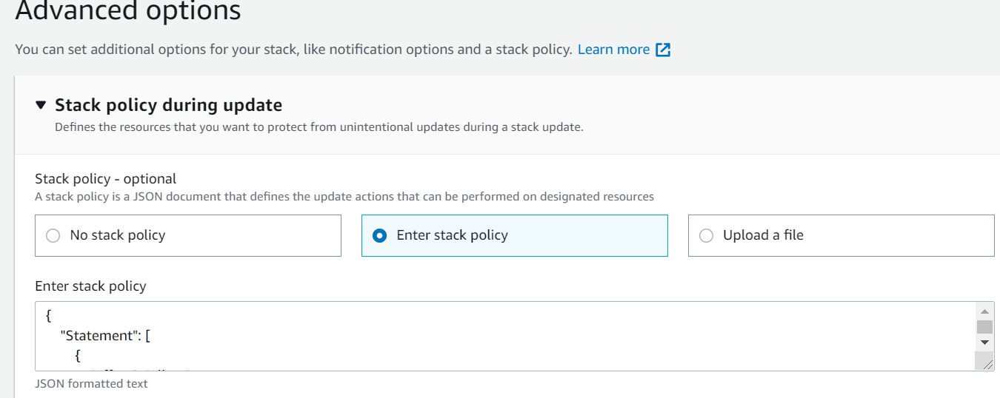 Advanced options
You can set additional options for your stack, like notification options and a stack policy. Learn more
Stack policy during update
Defines the resources that you want to protect from unintentional updates during a stack update.
Stack policy - optional
A stack policy is a JSON document that defines the update actions that can be performed on designated resources
No stack policy
Enter stack policy
Upload a file
Enter stack policy
{
"Statement": [
{
JSON formatted text